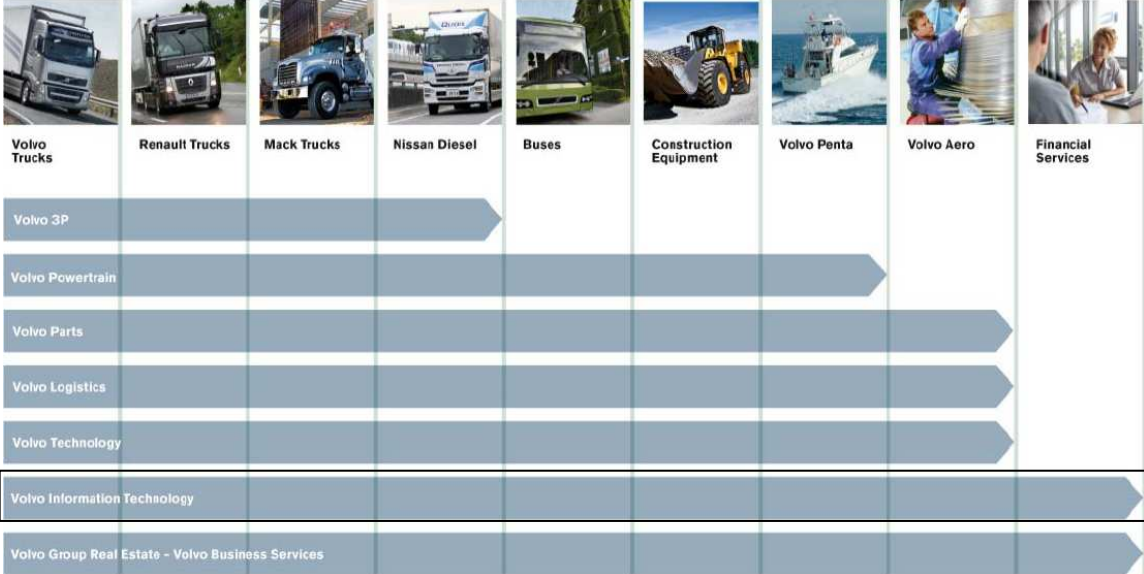 Volvo
Trucks
Renault Trucks
Mack Trucks
Nissan Diesel
Buses
Construction
Equipment
Volvo Penta
Volvo Aero
Financial
Services
Volvo 3P
Volvo Powertrain
Volvo Parts
Volvo Logistics
Volvo Technology
Volvo Information Technology
Volvo Group Real Estate – Volvo Business Services